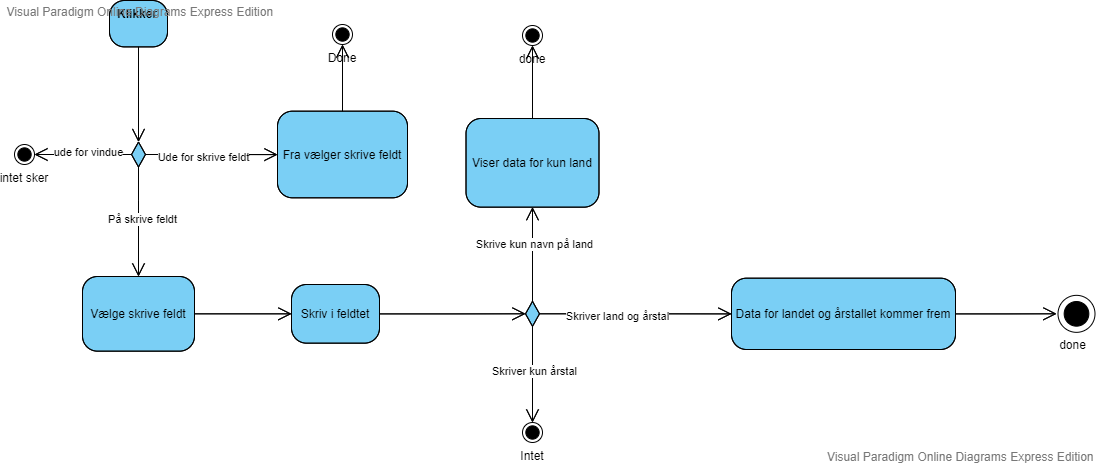 Visual Paradigm Online Diagrams Express Edition
Klikker
Done
done
ude for vindue
Ude for skrive feldt
Fra vælger skrive feldt
Viser data for kun land
intet sker
På skrive feldt
Skrive kun navn på land
Vælge skrive feldt
Skriv i feldtet
Skriver land og årstal
Data for landet og årstallet kommer frem
done
Skriver kun årstal
Intet
Visual Paradigm Online Diagrams Express Edition